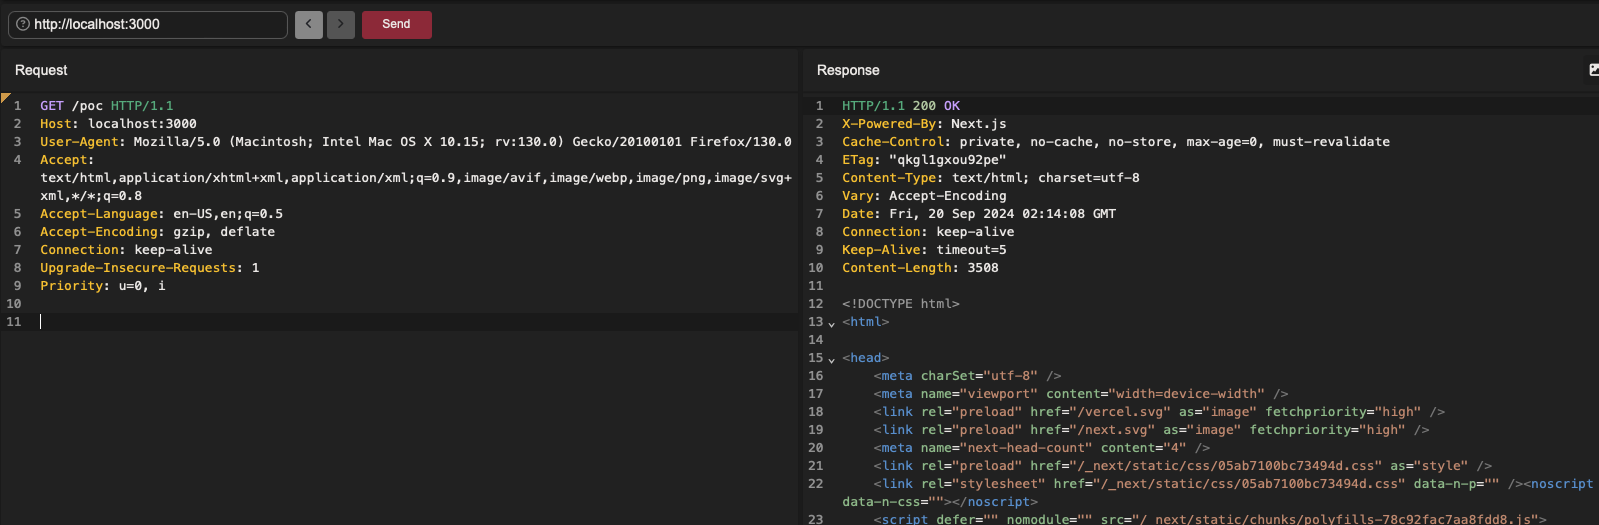 http://localhost:3000
< > Send
Request
1 GET /poc HTTP/1.1
2 Host: localhost:3000
3 User-Agent: Mozilla/5.0 (Macintosh; Intel Mac OS X 10.15; rv:130.0) Gecko/20100101 Firefox/130.0
4 Accept:
text/html,application/xhtml+xml,application/xml;q=0.9,image/avif,image/webp,image/png,image/svg+
xml,*/*;q=0.8
5 Accept-Language: en-US,en;q=0.5
6 Accept-Encoding: gzip, deflate
7 Connection: keep-alive
8 Upgrade-Insecure-Requests: 1
9 Priority: u=0, i
10
11
Response
1 HTTP/1.1 200 OK
2 X-Powered-By: Next.js
3 Cache-Control: private, no-cache, no-store, max-age=0, must-revalidate
4 ETag: "qkgl1gxou92pe"
5 Content-Type: text/html; charset=utf-8
6 Vary: Accept-Encoding
7 Date: Fri, 20 Sep 2024 02:14:08 GMT
8 Connection: keep-alive
9 Keep-Alive: timeout=5
10 Content-Length: 3508
11
12 <!DOCTYPE html>
13 <html>
14
15 <head>
16 <meta charSet="utf-8" />
17 <meta name="viewport" content="width=device-width" />
18 <link rel="preload" href="/vercel.svg" as="image" fetchpriority="high" />
19 <link rel="preload" href="/next.svg" as="image" fetchpriority="high" />
20 <meta name="next-head-count" content="4" />
21 <link rel="preload" href="/_next/static/css/05ab7100bc73494d.css" as="style" />
22 <link rel="stylesheet" href="/_next/static/css/05ab7100bc73494d.css" data-n-p="" /><noscript
data-n-css=""></noscript>
23 <script defer="" nomodule="" src="/_next/static/chunks/polyfills-78c92fac7aa8fdd8.js">